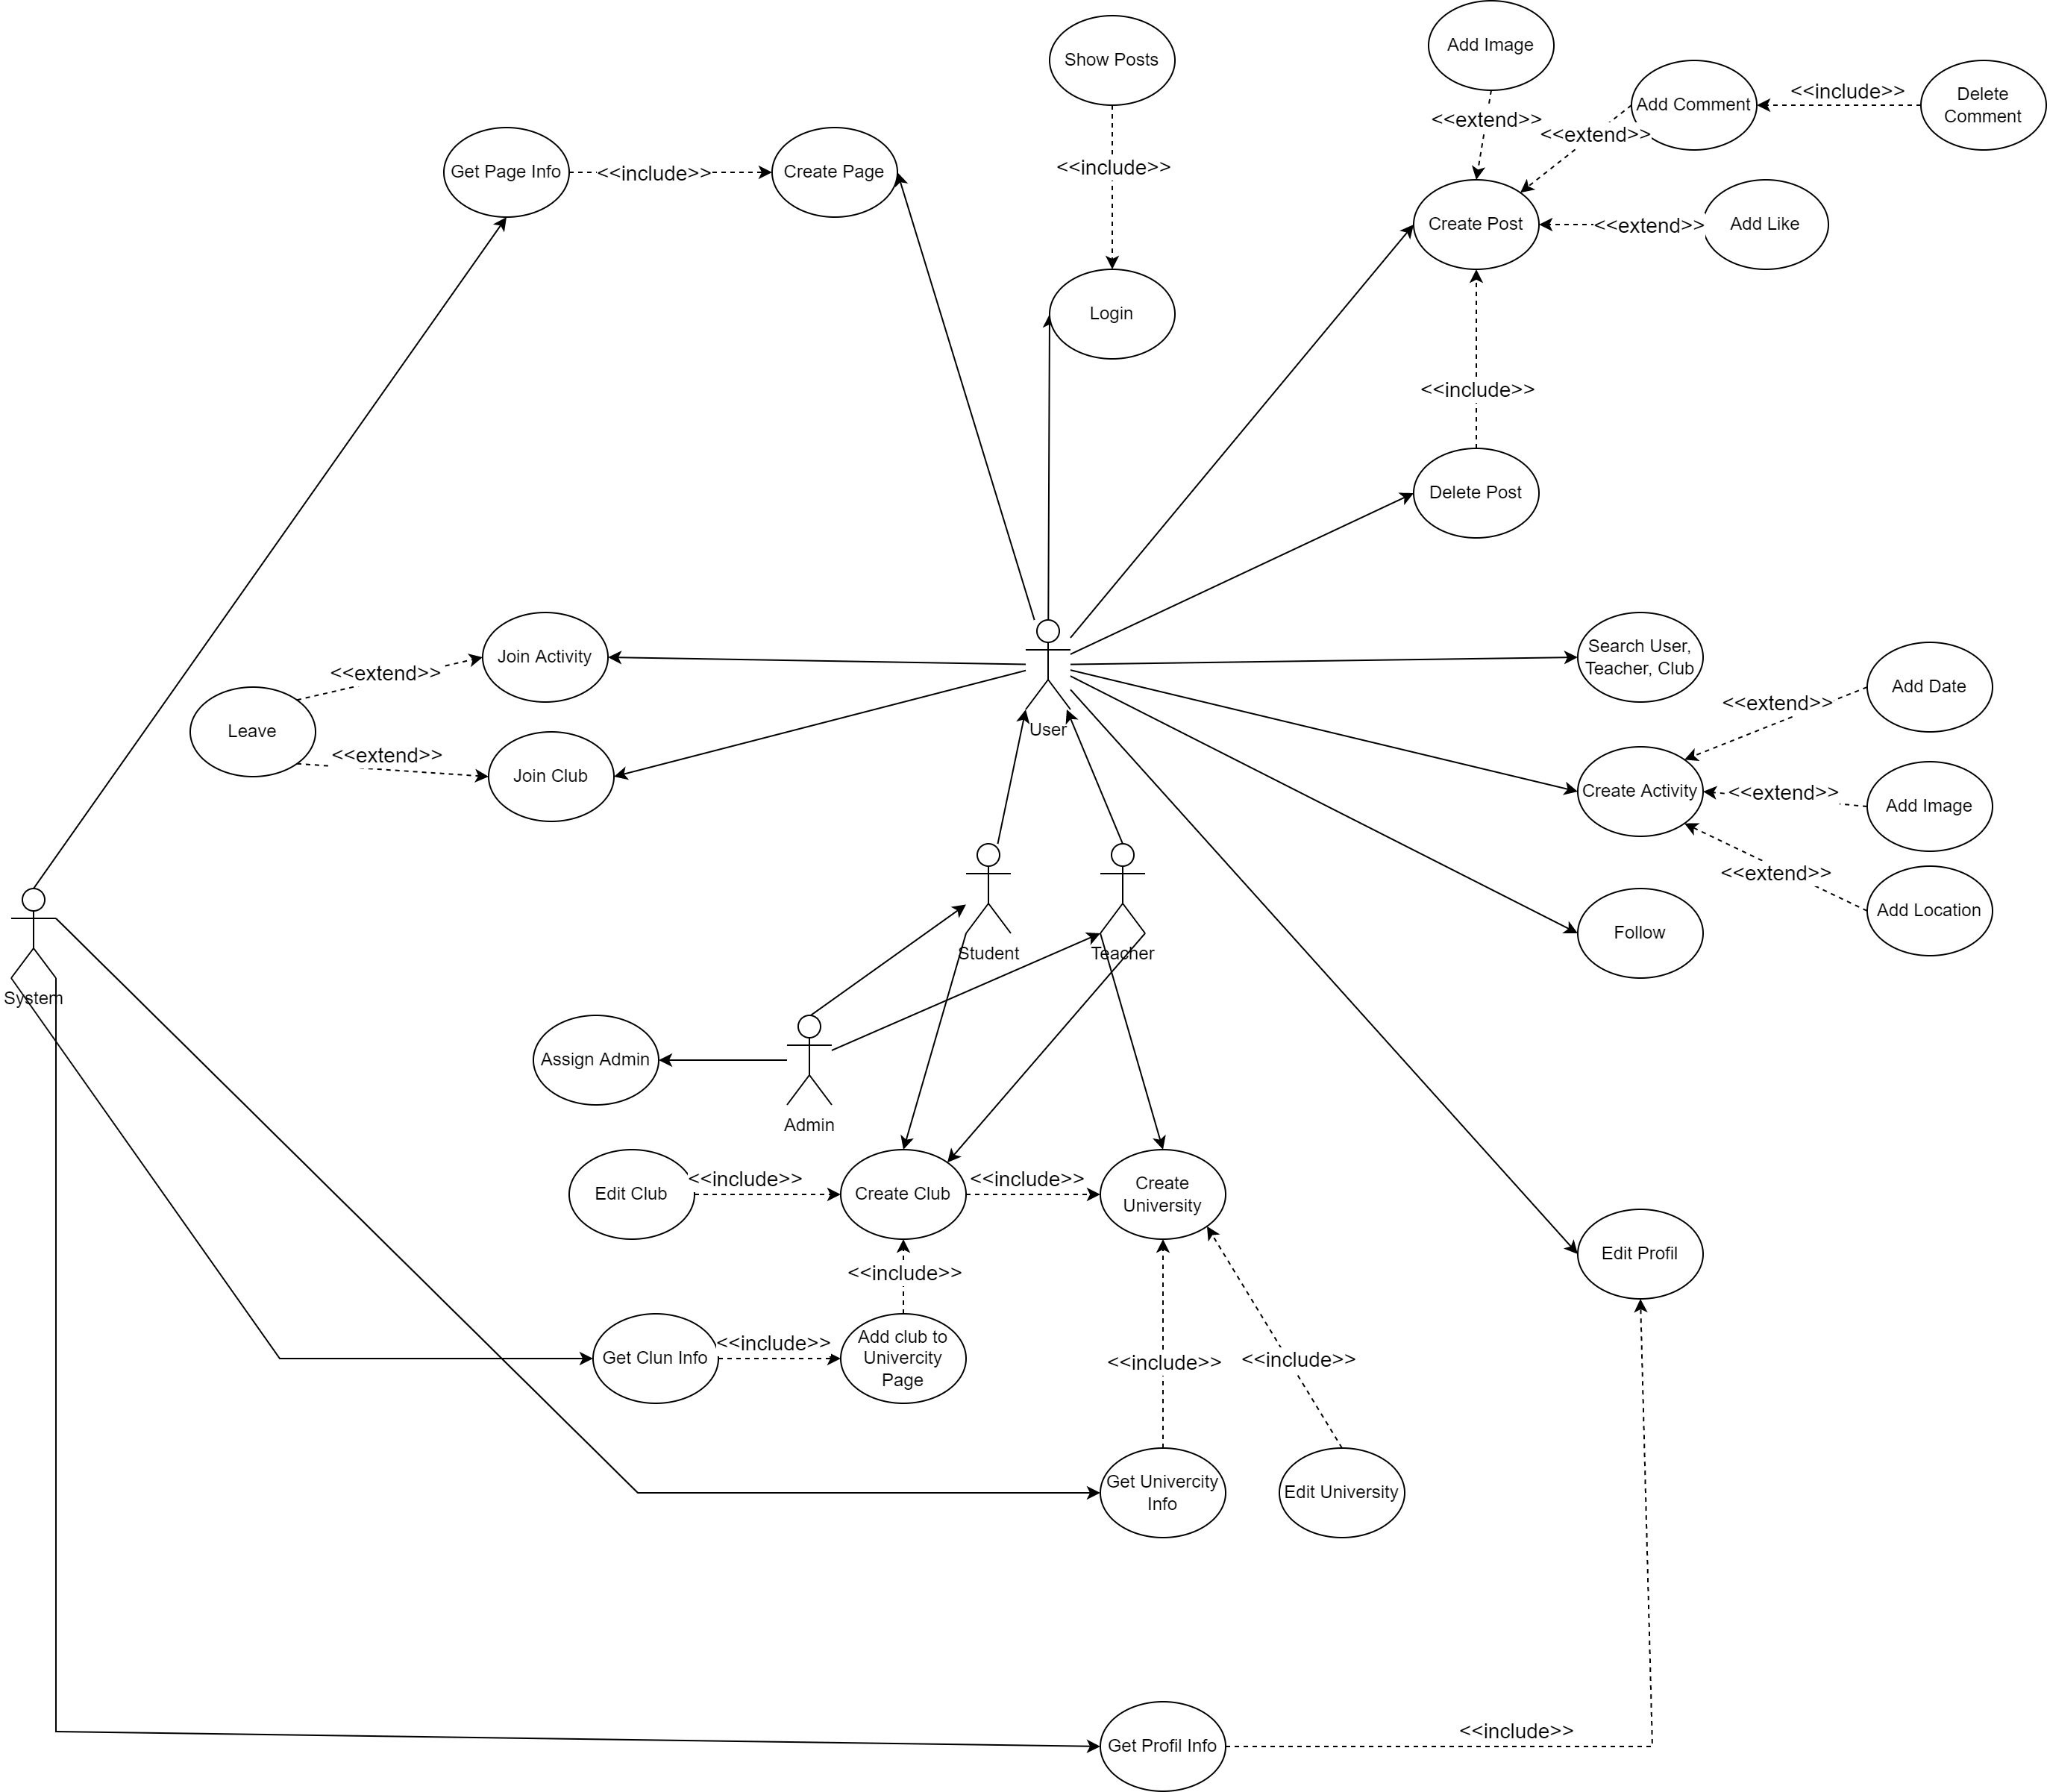 Add Image
Show Posts
Add Comment
<<include>>
Delete
Comment
<<extend>>
<<extend>>
Get Page Info
<<include>>
Create Page
<<include>>
Create Post
<<extend>>
Add Like
Login
<<include>>
Delete Post
Join Activity
Search User,
Teacher, Club
<<extend>>
Add Date
<<extend>>
Leave
User
<<extend>>
Join Club
Create Activity
<<extend>>
Add Image
<<extend>>
Add Location
Follow
Student
Teacher
System
Assign Admin
Admin
Edit Club
<<include>>
Create Club
<<include>>
Create
University
<<include>>
Edit Profil
Get Clun Info
<<include>>
Add club to
Univercity
Page
<<include>>
<<include>>
Get Univercity
Info
Edit University
Get Profil Info
<<include>>